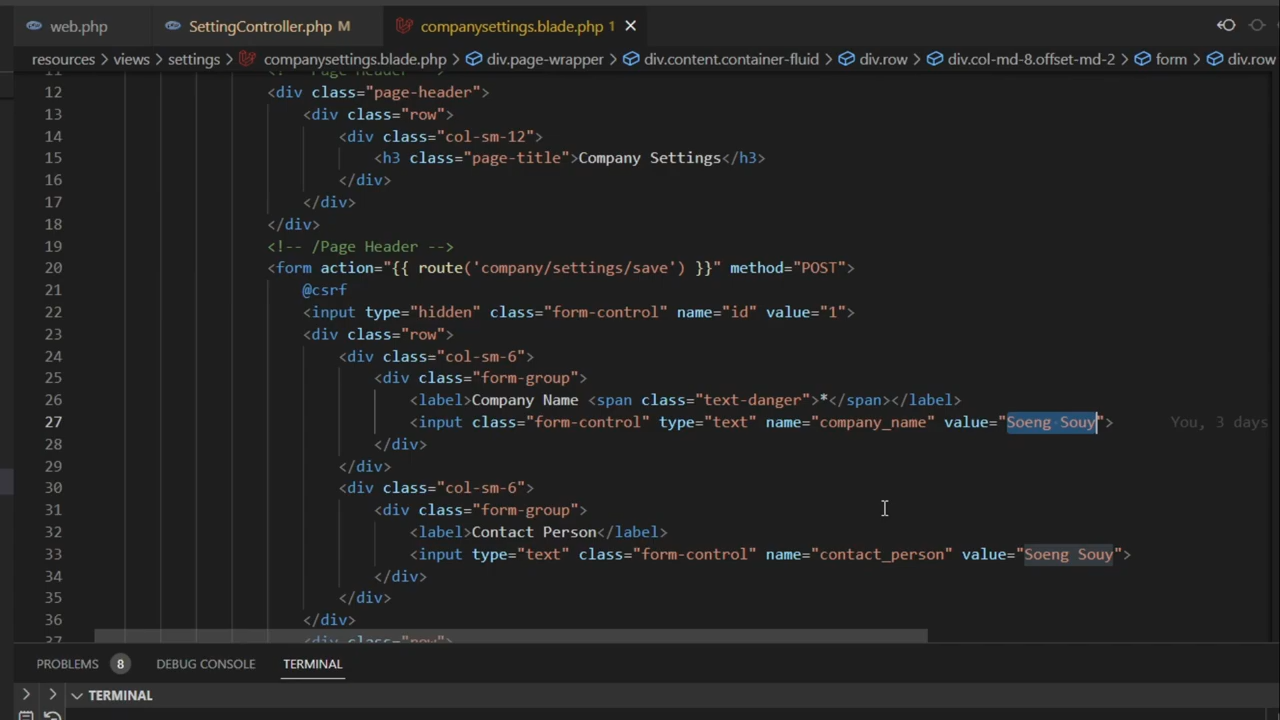 web.php SettingController.php M companysettings.blade.php 1
resources > views > settings > companysettings.blade.php > div.page-wrapper > div.content.container-fluid > div.row > div.col-md-8.offset-md-2 > form > div.row
11 <!-- Page Header -->
12 <div class="page-header">
13 <div class="row">
14 <div class="col-sm-12">
15 <h3 class="page-title">Company Settings</h3>
16 </div>
17 </div>
18 </div>
19 <!-- /Page Header -->
20 <form action="{{ route('company/settings/save') }}" method="POST">
21 @csrf
22 <input type="hidden" class="form-control" name="id" value="1">
23 <div class="row">
24 <div class="col-sm-6">
25 <div class="form-group">
26 <label>Company Name <span class="text-danger">*</span></label>
27 <input class="form-control" type="text" name="company_name" value="Soeng Souy"> You, 3 days
28 </div>
29 </div>
30 <div class="col-sm-6">
31 <div class="form-group">
32 <label>Contact Person</label>
33 <input type="text" class="form-control" name="contact_person" value="Soeng Souy">
34 </div>
35 </div>
36 </div>
37 <div class="row">
PROBLEMS 8 DEBUG CONSOLE TERMINAL
TERMINAL